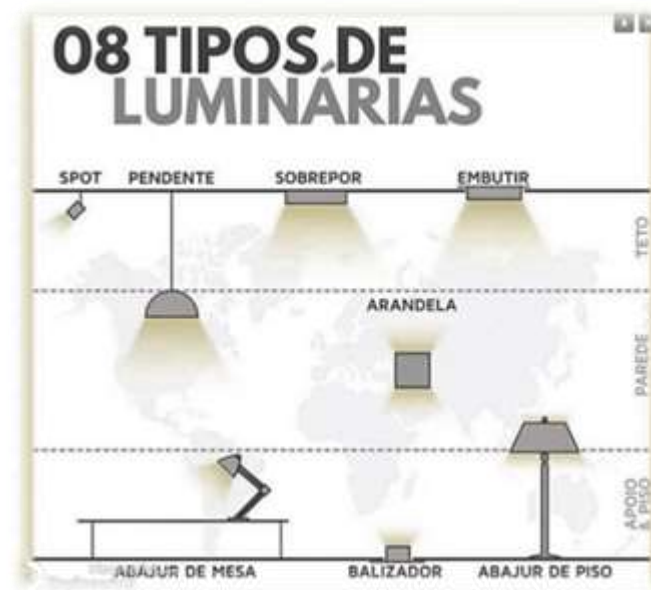 08 TIPOS DE
LUMINÁRIAS
SPOT PENDENTE SOBREPOR EMBUTIR
TETO
ARANDELA
PAREDE
APOIO & PISO
ABAJUR DE MESA BALIZADOR ABAJUR DE PISO